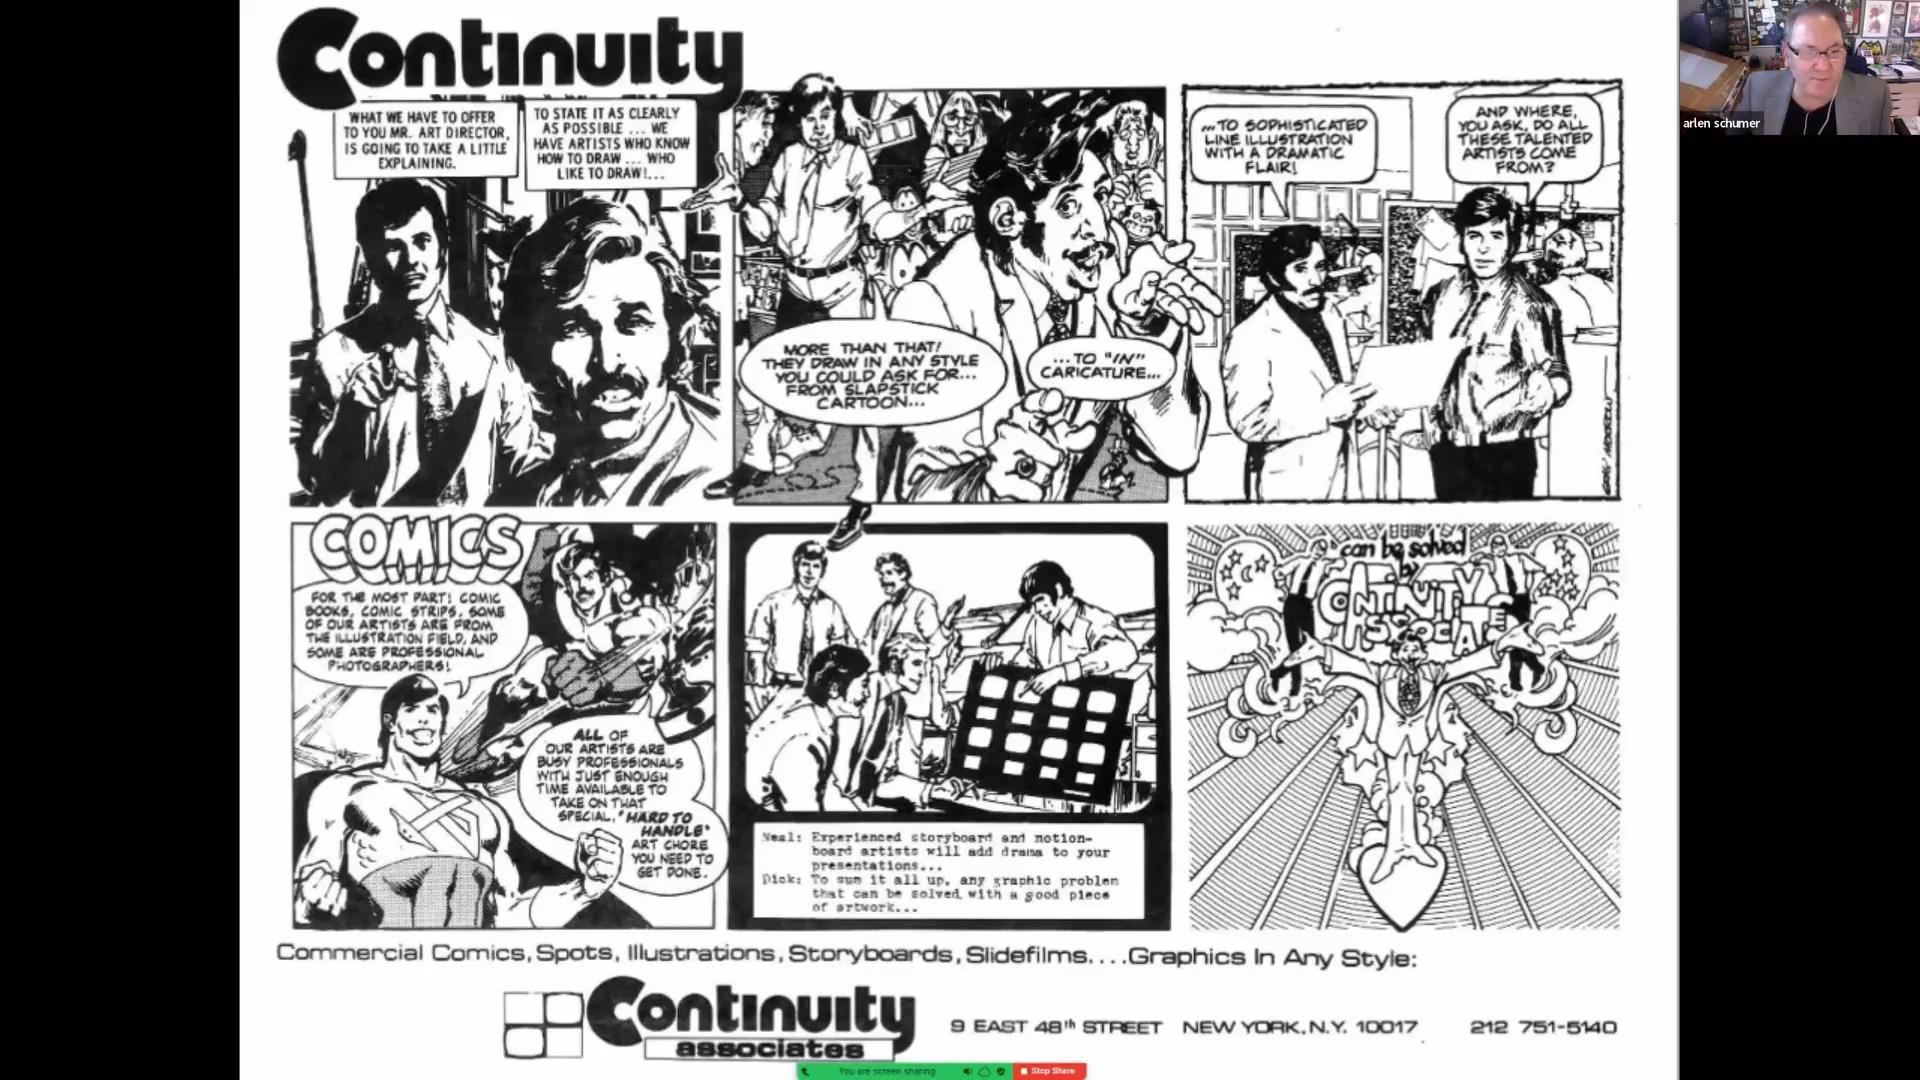 Continuity
WHAT WE HAVE TO OFFER
TO YOU MR. ART DIRECTOR,
IS GOING TO TAKE A LITTLE
EXPLAINING.
TO STATE IT AS CLEARLY
AS POSSIBLE ... WE
HAVE ARTISTS WHO KNOW
HOW TO DRAW ... WHO
LIKE TO DRAW!...
MORE THAN THAT!
THEY DRAW IN ANY STYLE
YOU COULD ASK FOR...
FROM SLAPSTICK
CARTOON...
...TO "IN"
CARICATURE...
...TO SOPHISTICATED
LINE ILLUSTRATION
WITH A DRAMATIC
FLAIR!
AND WHERE,
YOU ASK, DO ALL
THESE TALENTED
ARTISTS COME
FROM?
COMICS
FOR THE MOST PART! COMIC
BOOKS, COMIC STRIPS, SOME
OF OUR ARTISTS ARE FROM
THE ILLUSTRATION FIELD, AND
SOME ARE PROFESSIONAL
PHOTOGRAPHERS!
ALL OF
OUR ARTISTS ARE
BUSY PROFESSIONALS
WITH JUST ENOUGH
TIME AVAILABLE TO
TAKE ON THAT
SPECIAL, "HARD TO
HANDLE"
ART CHORE
YOU NEED TO
GET DONE.
Neal: Experienced storyboard and motion-
board artists will add drama to your
presentations...
Dick: To sum it all up, any graphic problem
that can be solved with a good piece
of artwork...
can be solved
by
CONTINUITY
ASSOCIATES
Commercial Comics, Spots, Illustrations, Storyboards, Slidefilms....Graphics In Any Style:
Continuity
associates
9 EAST 48th STREET NEW YORK, N.Y. 10017 212 751-5140
arlen schumer
You are screen sharing
Stop Share